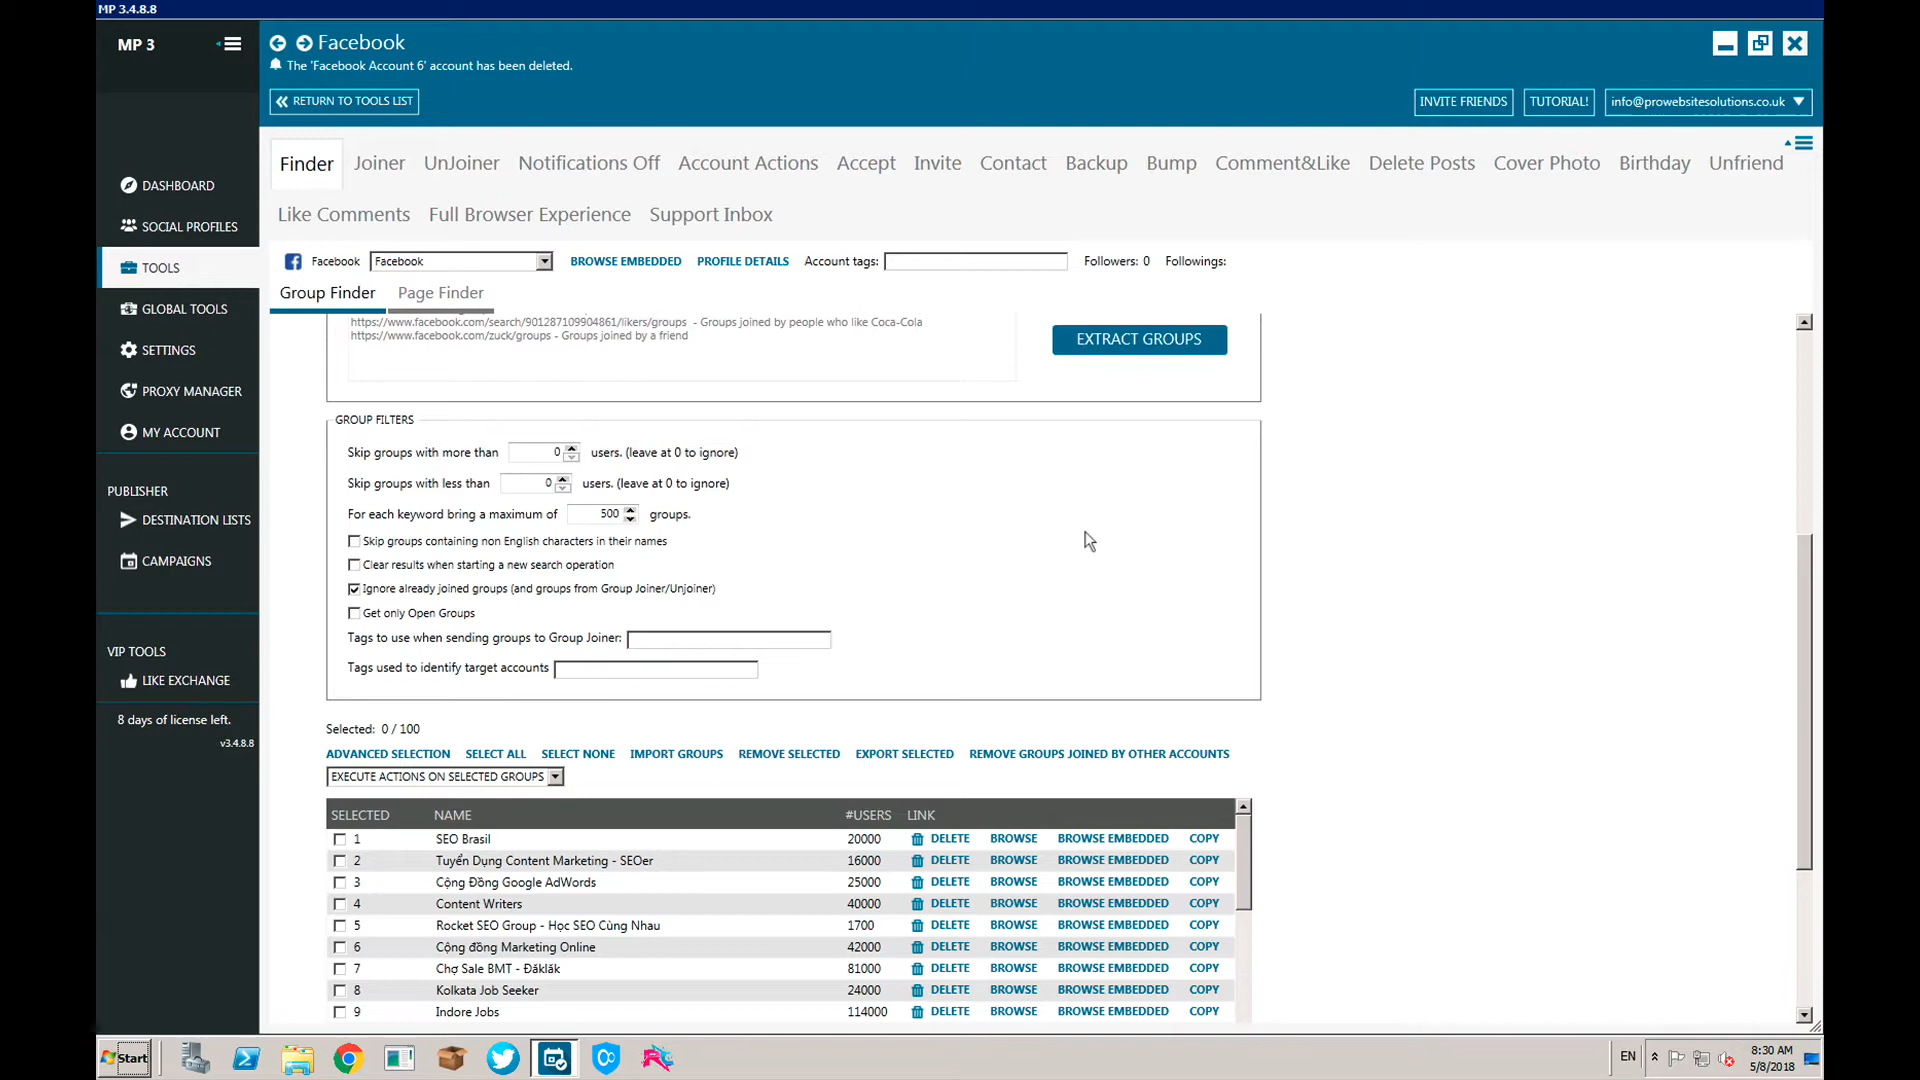 MP 3.4.8.8
MP 3
Facebook
The 'Facebook Account 6' account has been deleted.
RETURN TO TOOLS LIST
INVITE FRIENDS
TUTORIAL!
info@prowebsitesolutions.co.uk
DASHBOARD
SOCIAL PROFILES
TOOLS
GLOBAL TOOLS
SETTINGS
PROXY MANAGER
MY ACCOUNT
PUBLISHER
DESTINATION LISTS
CAMPAIGNS
VIP TOOLS
LIKE EXCHANGE
8 days of license left.
v3.4.8.8
Finder Joiner UnJoiner Notifications Off Account Actions Accept Invite Contact Backup Bump Comment&Like Delete Posts Cover Photo Birthday Unfriend
Like Comments Full Browser Experience Support Inbox
Facebook Facebook BROWSE EMBEDDED PROFILE DETAILS Account tags: Followers: 0 Followings:
Group Finder Page Finder
https://www.facebook.com/search/901287109904861/likers/groups - Groups joined by people who like Coca-Cola
https://www.facebook.com/zuck/groups - Groups joined by a friend
EXTRACT GROUPS
GROUP FILTERS
Skip groups with more than 0 users. (leave at 0 to ignore)
Skip groups with less than 0 users. (leave at 0 to ignore)
For each keyword bring a maximum of 500 groups.
Skip groups containing non English characters in their names
Clear results when starting a new search operation
Ignore already joined groups (and groups from Group Joiner/Unjoiner)
Get only Open Groups
Tags to use when sending groups to Group Joiner:
Tags used to identify target accounts
Selected: 0 / 100
ADVANCED SELECTION SELECT ALL SELECT NONE IMPORT GROUPS REMOVE SELECTED EXPORT SELECTED REMOVE GROUPS JOINED BY OTHER ACCOUNTS
EXECUTE ACTIONS ON SELECTED GROUPS
SELECTED NAME #USERS LINK
1 SEO Brasil 20000 DELETE BROWSE BROWSE EMBEDDED COPY
2 Tuyển Dụng Content Marketing - SEOer 16000 DELETE BROWSE BROWSE EMBEDDED COPY
3 Cộng Đồng Google AdWords 25000 DELETE BROWSE BROWSE EMBEDDED COPY
4 Content Writers 40000 DELETE BROWSE BROWSE EMBEDDED COPY
5 Rocket SEO Group - Học SEO Cùng Nhau 1700 DELETE BROWSE BROWSE EMBEDDED COPY
6 Cộng đồng Marketing Online 42000 DELETE BROWSE BROWSE EMBEDDED COPY
7 Chợ Sale BMT - Đăklăk 81000 DELETE BROWSE BROWSE EMBEDDED COPY
8 Kolkata Job Seeker 24000 DELETE BROWSE BROWSE EMBEDDED COPY
9 Indore Jobs 114000 DELETE BROWSE BROWSE EMBEDDED COPY
Start
EN
8:30 AM
5/8/2018